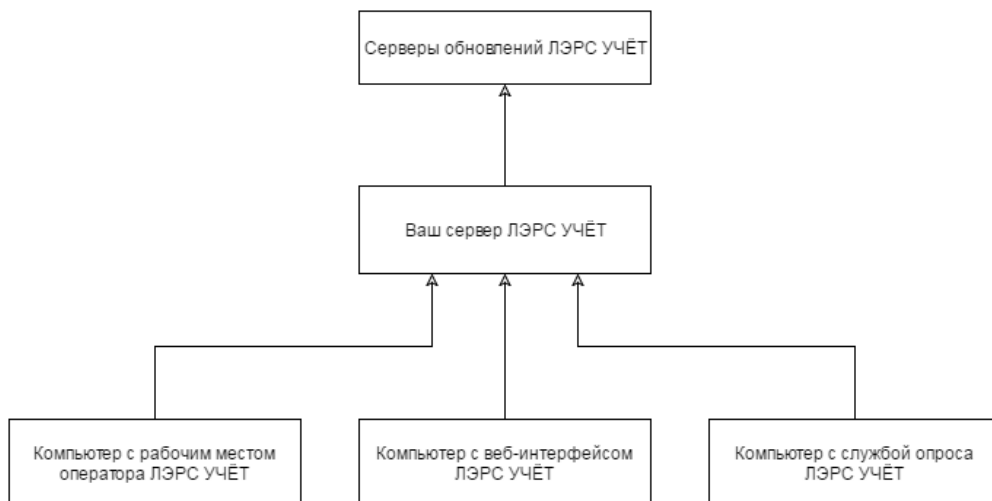 Серверы обновлений ЛЭРС УЧЁТ
Ваш сервер ЛЭРС УЧЁТ
Компьютер с рабочим местом
оператора ЛЭРС УЧЁТ
Компьютер с веб-интерфейсом
ЛЭРС УЧЁТ
Компьютер с службой опроса
ЛЭРС УЧЁТ